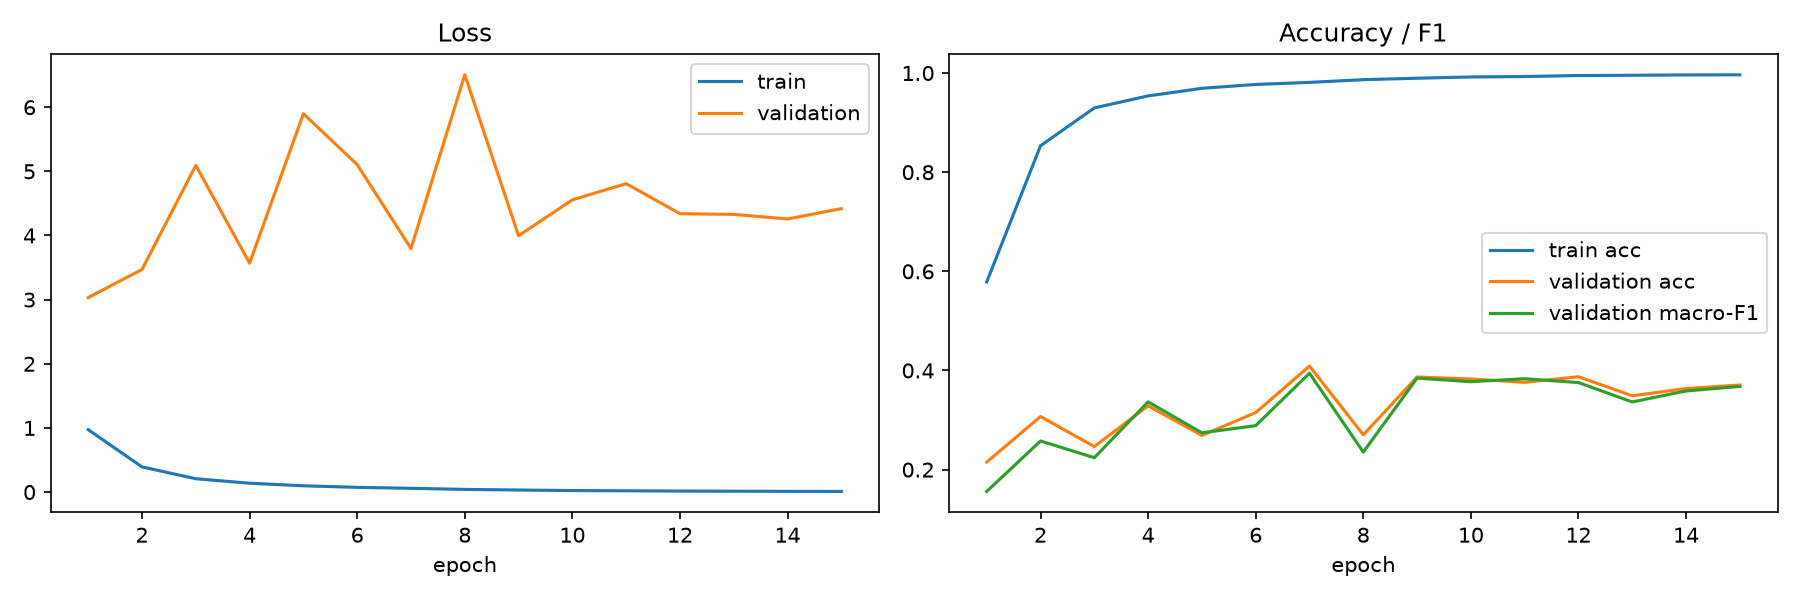 Loss
train
validation
6
5
4
3
2
1
0
2 4 6 8 10 12 14
epoch
Accuracy / F1
1.0
0.8
0.6
0.4
0.2
train acc
validation acc
validation macro-F1
2 4 6 8 10 12 14
epoch